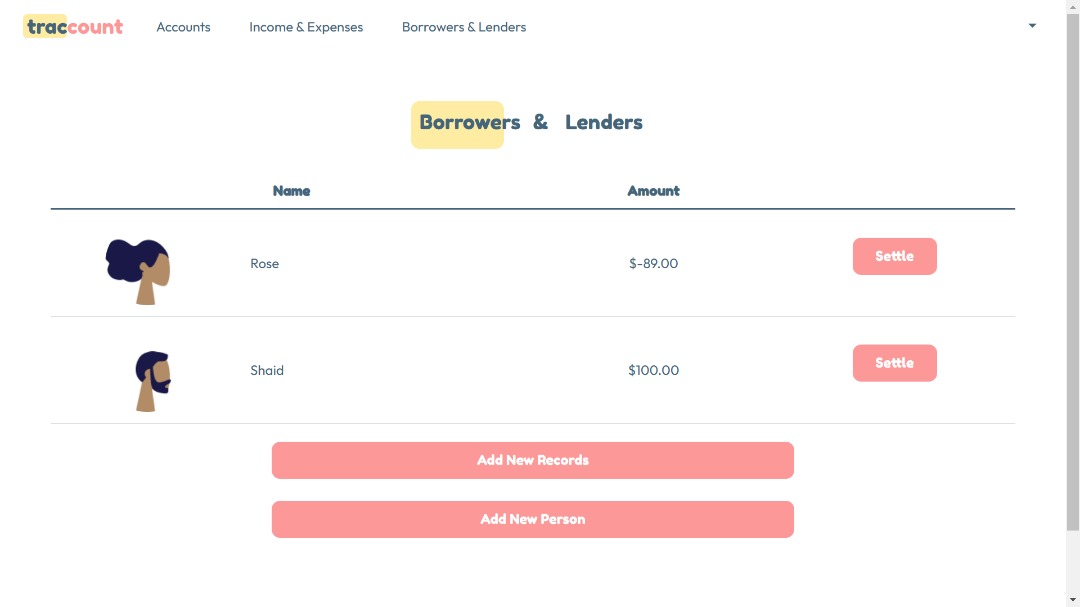 traccount Accounts Income & Expenses Borrowers & Lenders
Borrowers & Lenders
Name Amount
Rose $-89.00 Settle
Shaid $100.00 Settle
Add New Records
Add New Person